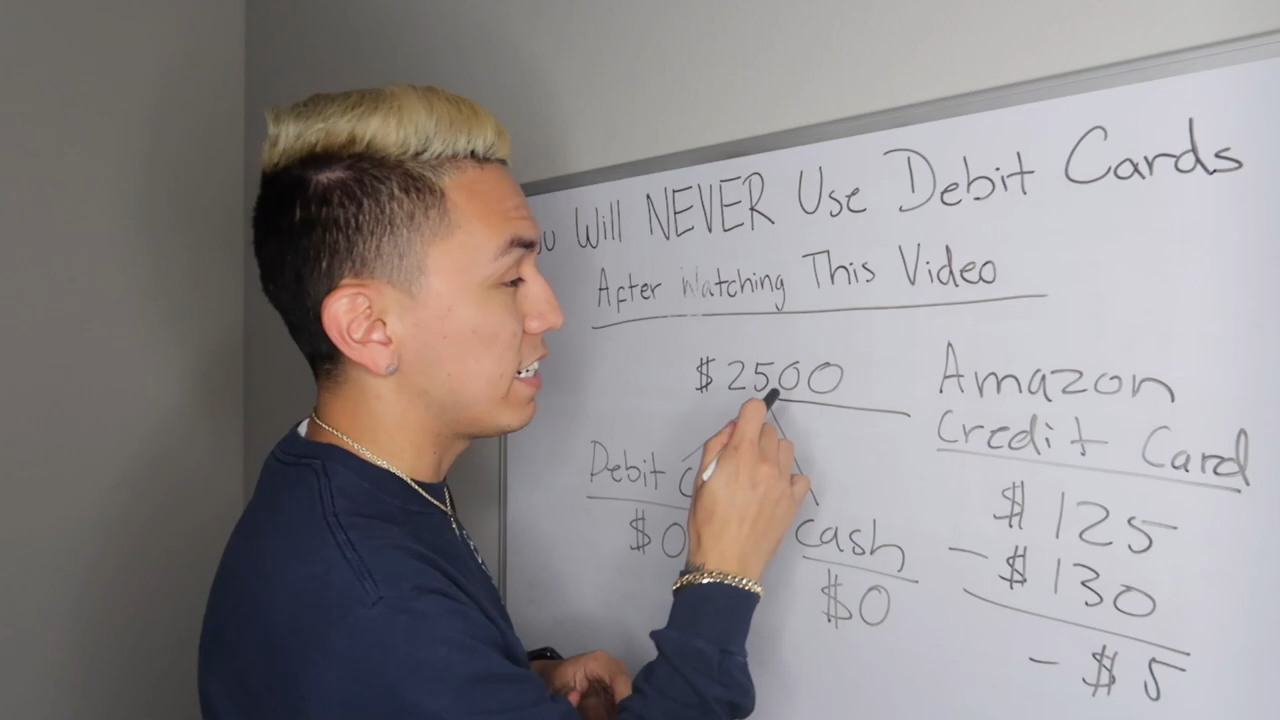 Will NEVER Use Debit Cards
After Watching This Video
$2500
Amazon
Credit Card
Debit
$0
cash
$0
$125
- $130
- $5